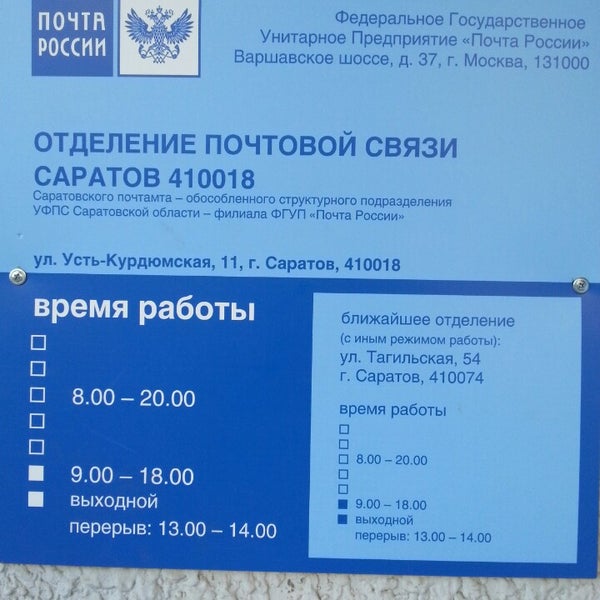 ПОЧТА
РОССИИ
Федеральное Государственное
Унитарное Предприятие «Почта России»
Варшавское шоссе, д. 37, г. Москва, 131000
ОТДЕЛЕНИЕ ПОЧТОВОЙ СВЯЗИ
САРАТОВ 410018
Саратовского почтамта – обособленного структурного подразделения
УФПС Саратовской области – филиала ФГУП «Почта России»
ул. Усть-Курдюмская, 11, г. Саратов, 410018
время работы
8.00 – 20.00
9.00 – 18.00
выходной
перерыв: 13.00 – 14.00
ближайшее отделение
(с иным режимом работы):
ул. Тагильская, 54
г. Саратов, 410074
время работы
8.00 – 20.00
9.00 – 18.00
выходной
перерыв: 13.00 – 14.00